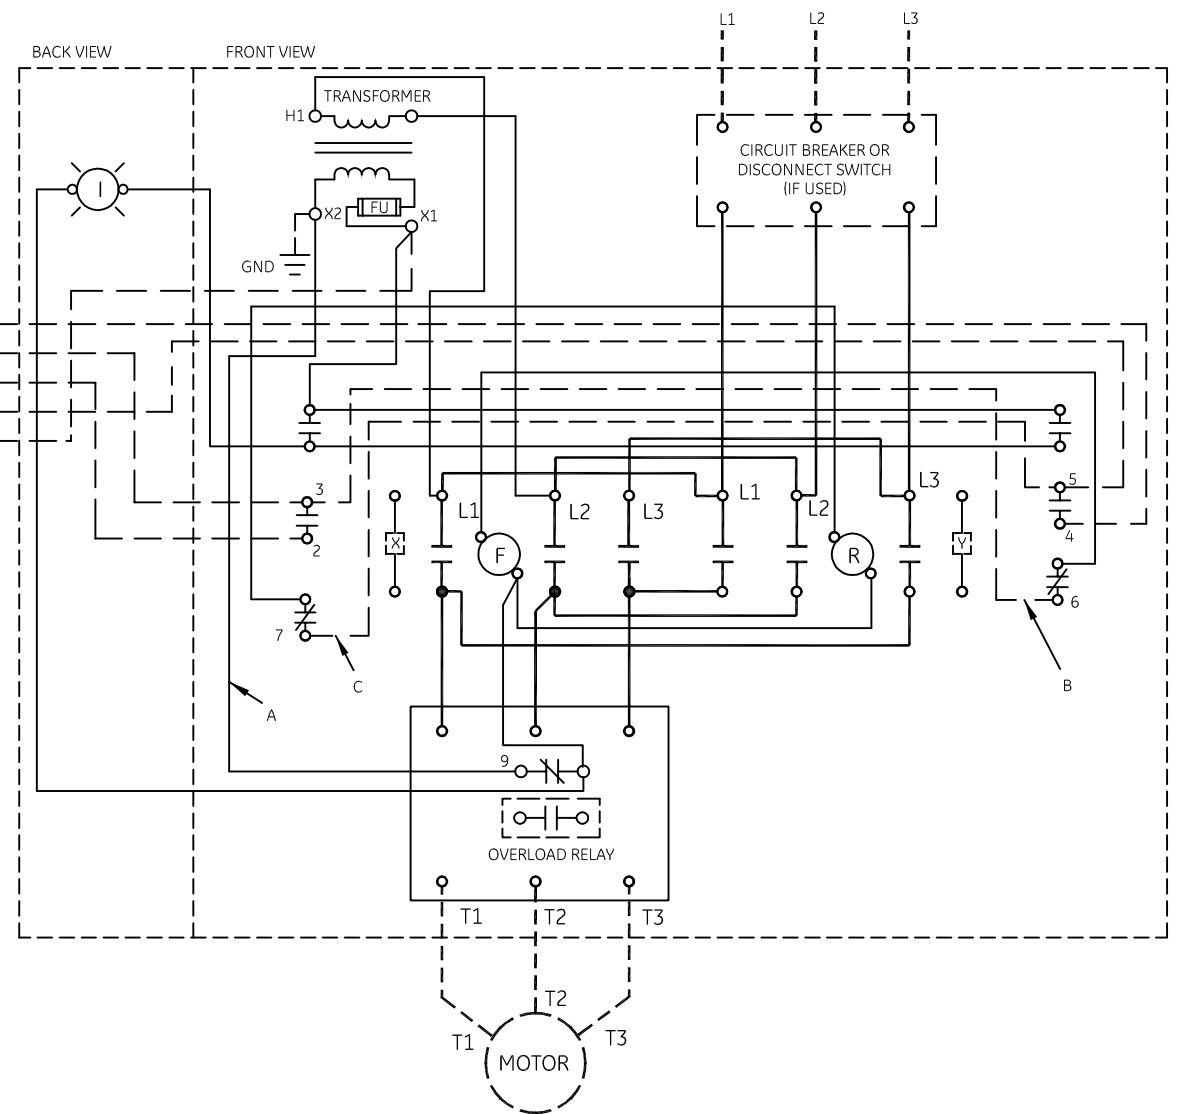 L1 L2 L3
BACK VIEW FRONT VIEW
TRANSFORMER
H1
CIRCUIT BREAKER OR
DISCONNECT SWITCH
(IF USED)
I
FU
X2 X1
GND
3 5
L1 L2 L3 L1 L2 L3
X F R Y
2 4
7 6
C B
A
9
OVERLOAD RELAY
T1 T2 T3
T2
T1 T3
MOTOR